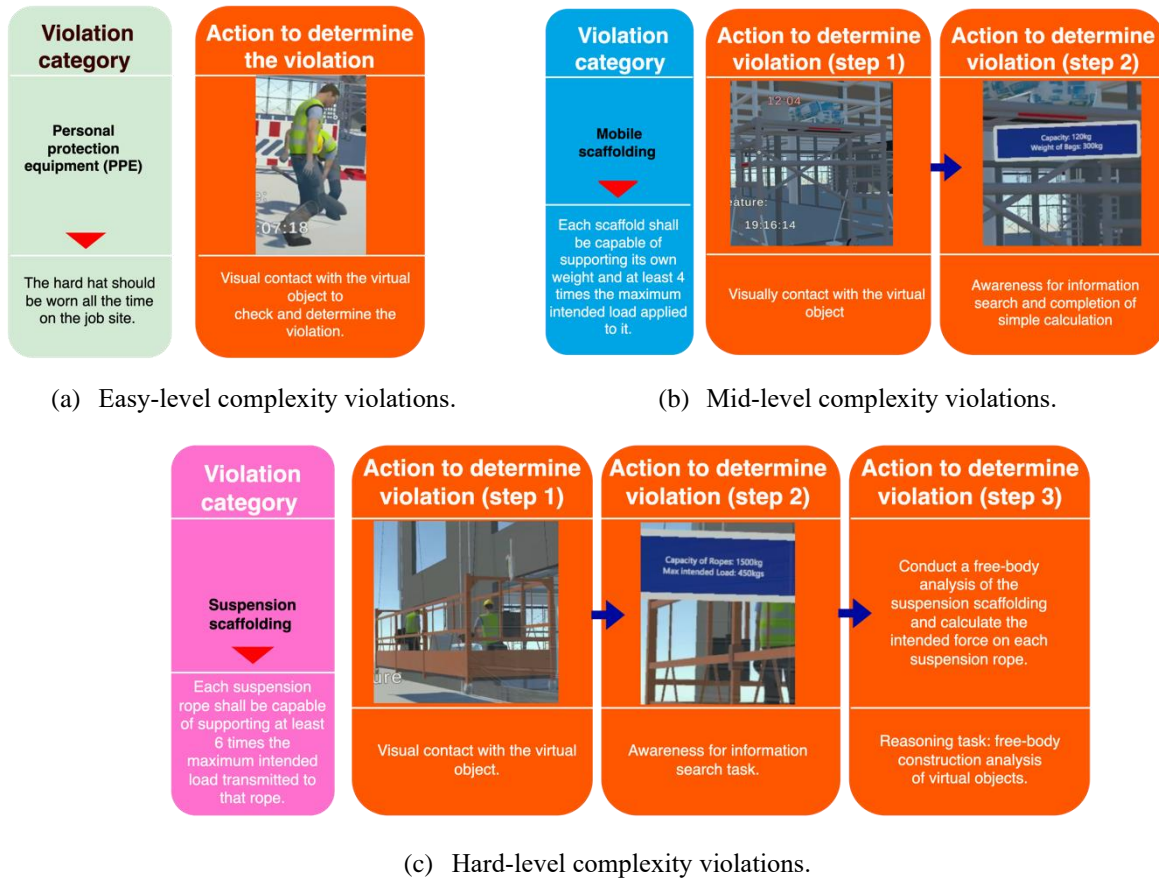 Violation
category
Personal
protection
equipment (PPE)
The hard hat should
be worn all the time
on the job site.
Action to determine
the violation
07:18
Visual contact with the virtual
object to
check and determine the
violation.
(a) Easy-level complexity violations.
Violation
category
Mobile
scaffolding
Each scaffold shall
be capable of
supporting its own
weight and at least 4
times the maximum
intended load applied
to it.
Action to determine
violation (step 1)
12:04
eature:
19:16:14
Visually contact with the virtual
object
Action to determine
violation (step 2)
Capacity: 120kg
Weight of Bags: 300kg
Awareness for information
search and completion of
simple calculation
(b) Mid-level complexity violations.
Violation
category
Suspension
scaffolding
Each suspension
rope shall be capable
of supporting at least
6 times the
maximum intended
load transmitted to
that rope.
Action to determine
violation (step 1)
ure
Visual contact with the virtual
object.
Action to determine
violation (step 2)
Capacity of Ropes: 1500kg
Max Intended Load: 450kgs
Awareness for information
search task.
Action to determine
violation (step 3)
Conduct a free-body
analysis of the
suspension scaffolding
and calculate the
intended force on each
suspension rope.
Reasoning task: free-body
construction analysis
of virtual objects.
(c) Hard-level complexity violations.